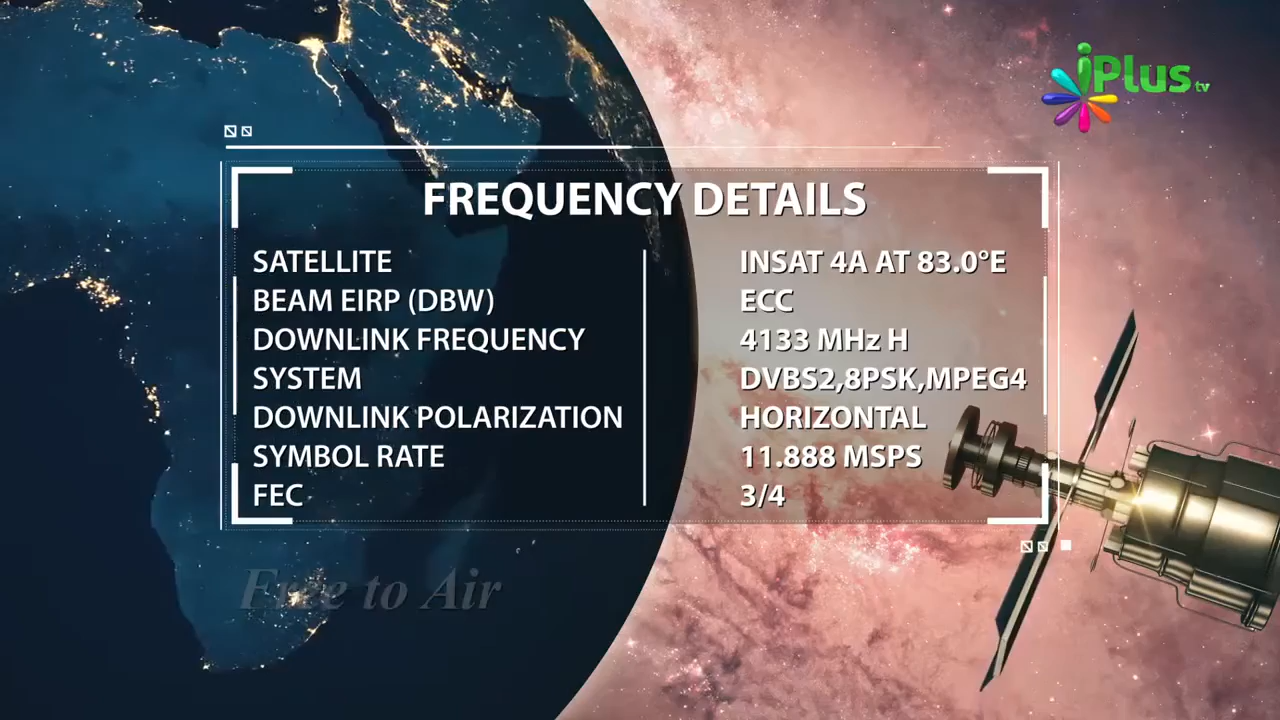 iPlus tv
FREQUENCY DETAILS
SATELLITE INSAT 4A AT 83.0°E
BEAM EIRP (DBW) ECC
DOWNLINK FREQUENCY 4133 MHz H
SYSTEM DVBS2,8PSK,MPEG4
DOWNLINK POLARIZATION HORIZONTAL
SYMBOL RATE 11.888 MSPS
FEC 3/4
Free to Air